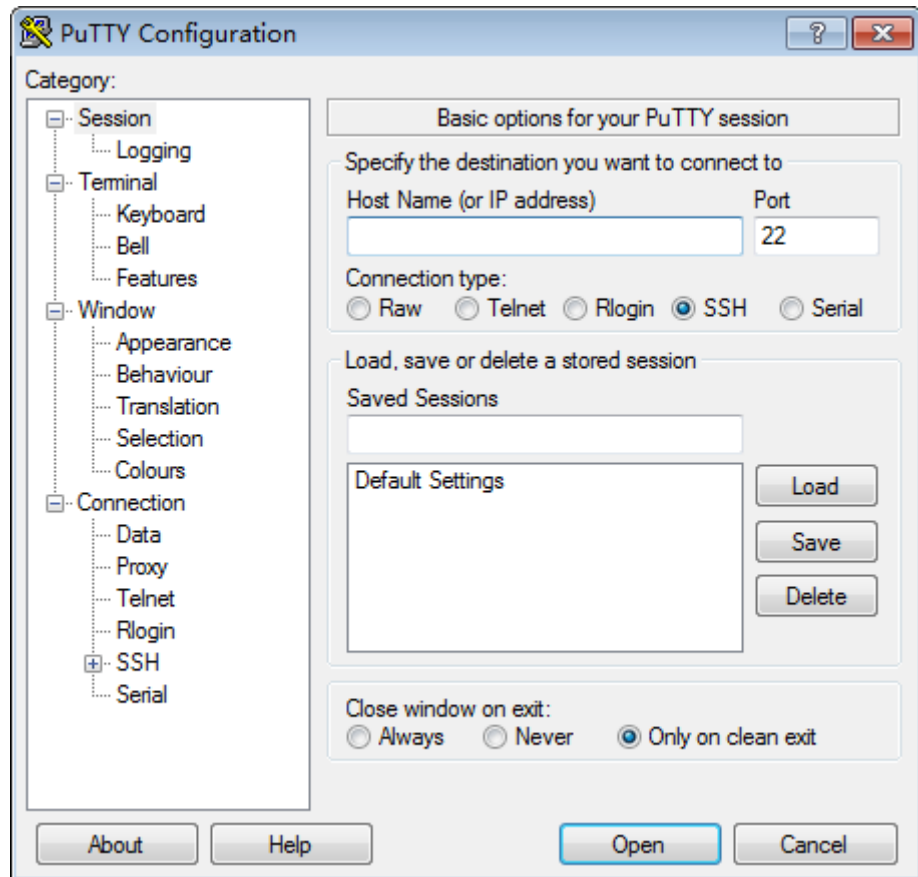 PuTTY Configuration
Category:
Session
Logging
Terminal
Keyboard
Bell
Features
Window
Appearance
Behaviour
Translation
Selection
Colours
Connection
Data
Proxy
Telnet
Rlogin
SSH
Serial
Basic options for your PuTTY session
Specify the destination you want to connect to
Host Name (or IP address) Port
22
Connection type:
Raw Telnet Rlogin SSH Serial
Load, save or delete a stored session
Saved Sessions
Default Settings
Load
Save
Delete
Close window on exit:
Always Never Only on clean exit
About Help Open Cancel